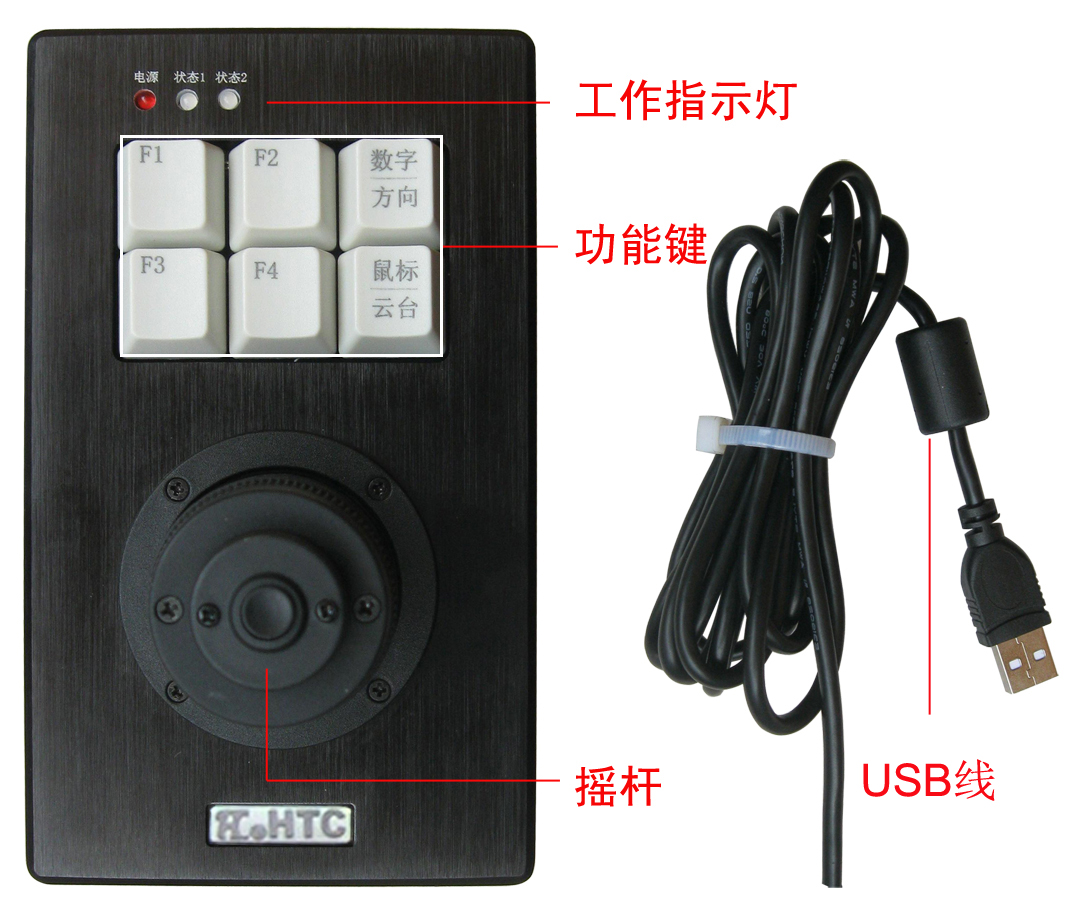 电源 状态1 状态2
工作指示灯
F1 F2 数字
方向
功能键
F3 F4 鼠标
云台
摇杆
USB线
HTC